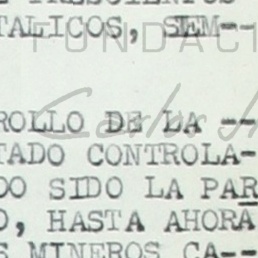 TALICOS, SEM--
FUNDACI
ROLLO DE LA --
TADO CONTROLA-
DO SIDO LA PAR
O, HASTA AHORA
S MINEROS CA--